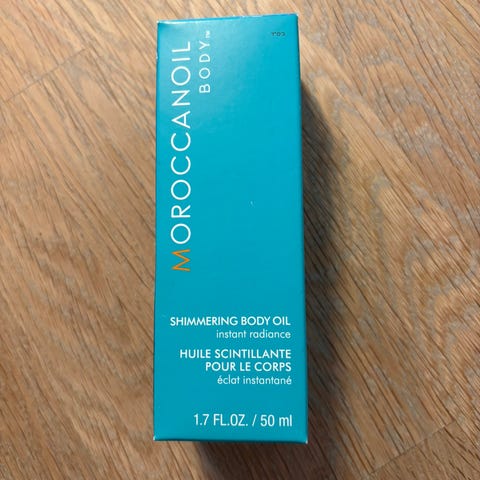 MOROCCANOIL
BODY™
SHIMMERING BODY OIL
instant radiance
HUILE SCINTILLANTE
POUR LE CORPS
éclat instantané
1.7 FL.OZ. / 50 ml